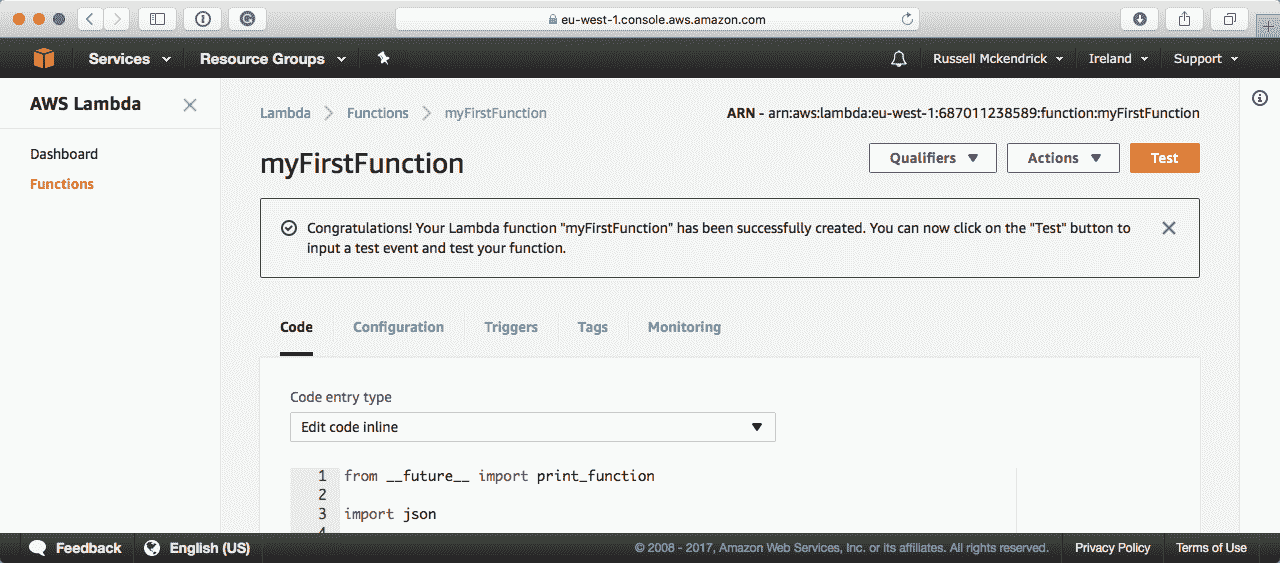 eu-west-1.console.aws.amazon.com
Services Resource Groups Russell Mckendrick Ireland Support
AWS Lambda
Dashboard
Functions
Lambda Functions myFirstFunction
ARN - arn:aws:lambda:eu-west-1:687011238589:function:myFirstFunction
myFirstFunction
Qualifiers Actions Test
Congratulations! Your Lambda function "myFirstFunction" has been successfully created. You can now click on the "Test" button to
input a test event and test your function.
Code Configuration Triggers Tags Monitoring
Code entry type
Edit code inline
1 from __future__ import print_function
2
3 import json
4
Feedback English (US) © 2008 - 2017, Amazon Web Services, Inc. or its affiliates. All rights reserved. Privacy Policy Terms of Use